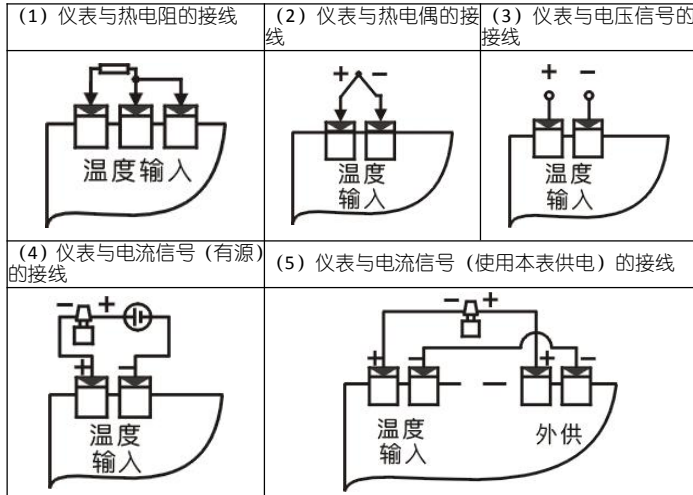 (1) 仪表与热电阻的接线
(2) 仪表与热电偶的接
线
(3) 仪表与电压信号的
接线
温度输入
+ -
温度
输入
+ -
温度
输入
(4) 仪表与电流信号 (有源)
的接线
(5) 仪表与电流信号 (使用本表供电) 的接线
- +
+ -
温度
输入
- +
+ - + -
温度
输入
外供